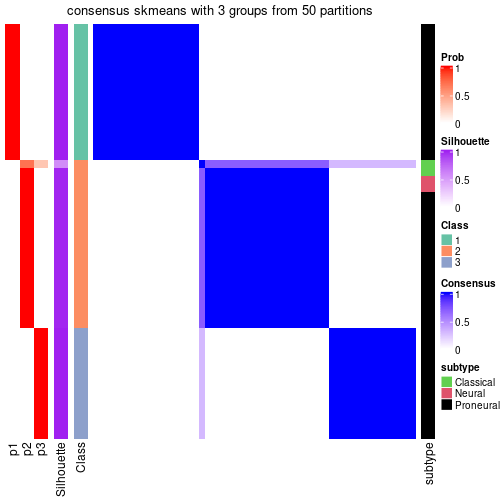 consensus skmeans with 3 groups from 50 partitions
Prob
1
0.5
0
Silhouette
1
0.5
0
Class
1
2
3
Consensus
1
0.5
0
subtype
Classical
Neural
Proneural
p1
p2
p3
Silhouette
Class
subtype